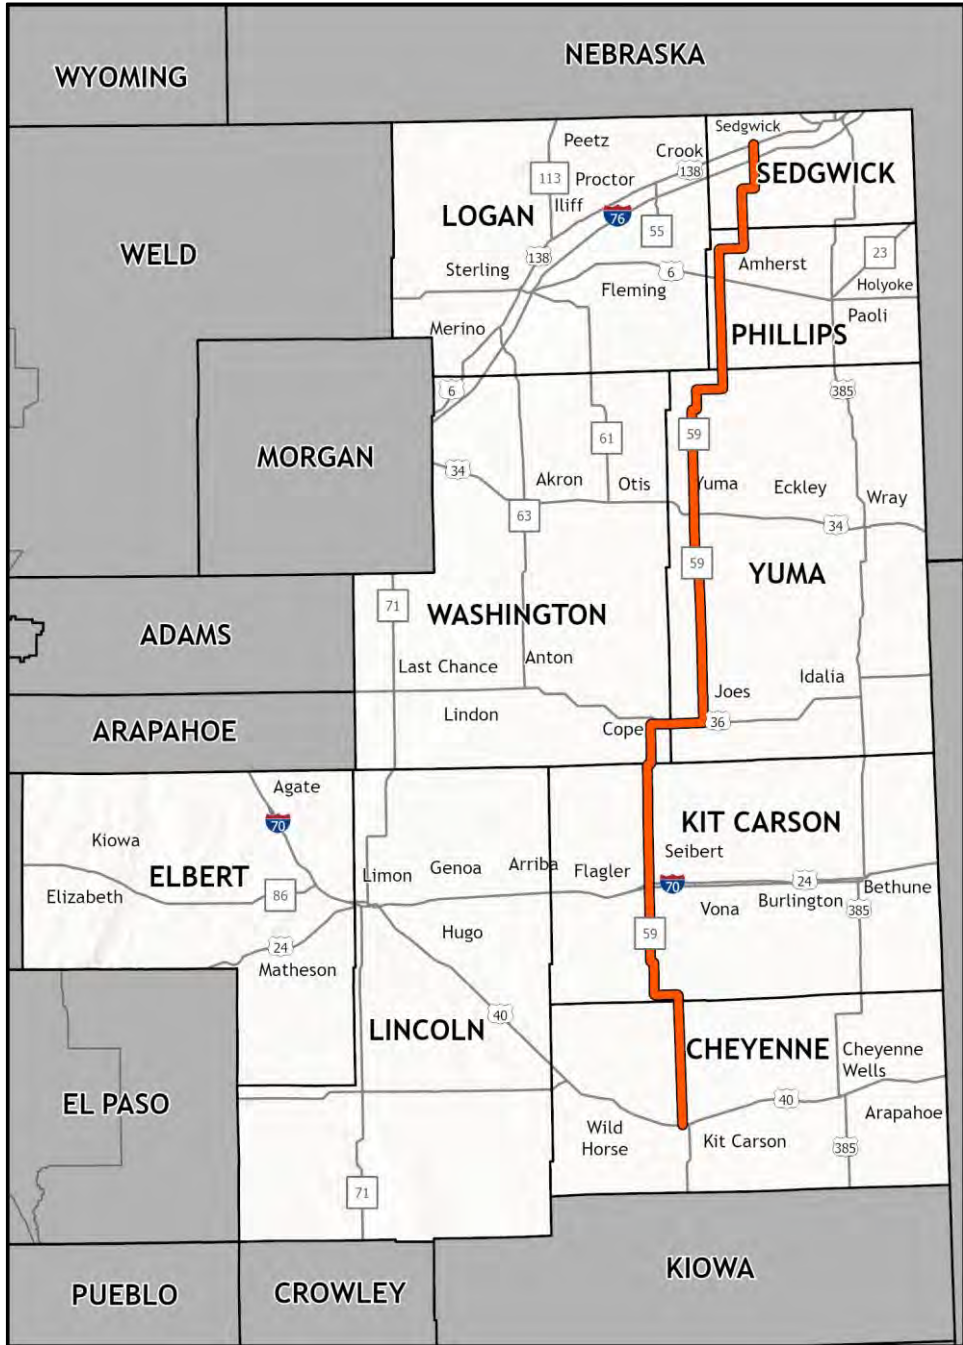 NEBRASKA
WYOMING
Sedgwick
Peetz
Crook
138
SEDGWICK
113
Proctor
Iliff
LOGAN
76
55
WELD
138
23
Sterling
6
Amherst
Fleming
Holyoke
Paoli
Merino
PHILLIPS
6
385
59
61
MORGAN
34
Akron
Otis
Yuma
Eckley
Wray
63
34
59
YUMA
71
WASHINGTON
ADAMS
Last Chance
Anton
Idalia
Joes
Lindon
Cope
36
ARAPAHOE
Agate
70
KIT CARSON
Kiowa
Seibert
ELBERT
Limon
Genoa
Arriba
Flagler
70
24
Bethune
Elizabeth
86
Vona
Burlington
385
Hugo
59
24
Matheson
40
LINCOLN
CHEYENNE
Cheyenne
Wells
EL PASO
40
Arapahoe
Wild
Horse
Kit Carson
385
71
KIOWA
PUEBLO
CROWLEY